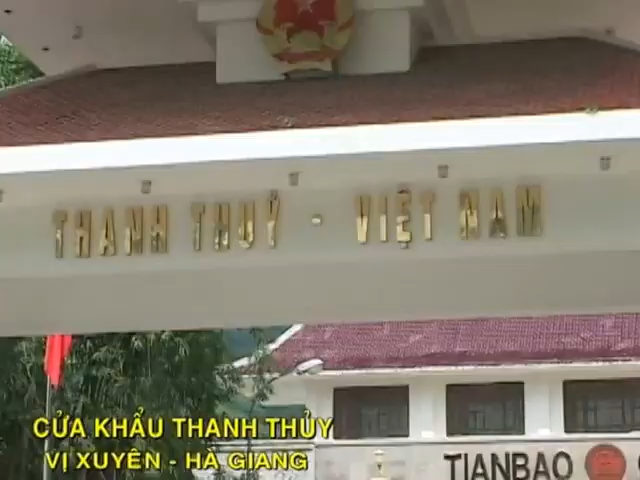 THANH THUỶ - VIỆT NAM
CỬA KHẨU THANH THỦY
VỊ XUYÊN - HÀ GIANG
TIANBAO